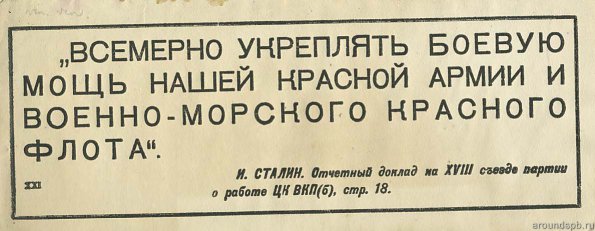 „ВСЕМЕРНО УКРЕПЛЯТЬ БОЕВУЮ
МОЩЬ НАШЕЙ КРАСНОЙ АРМИИ И
ВОЕННО-МОРСКОГО КРАСНОГО
ФЛОТА“.
И. СТАЛИН. Отчетный доклад на XVIII съезде партии
о работе ЦК ВКП(б), стр. 18.
XXI
aroundspb.ru